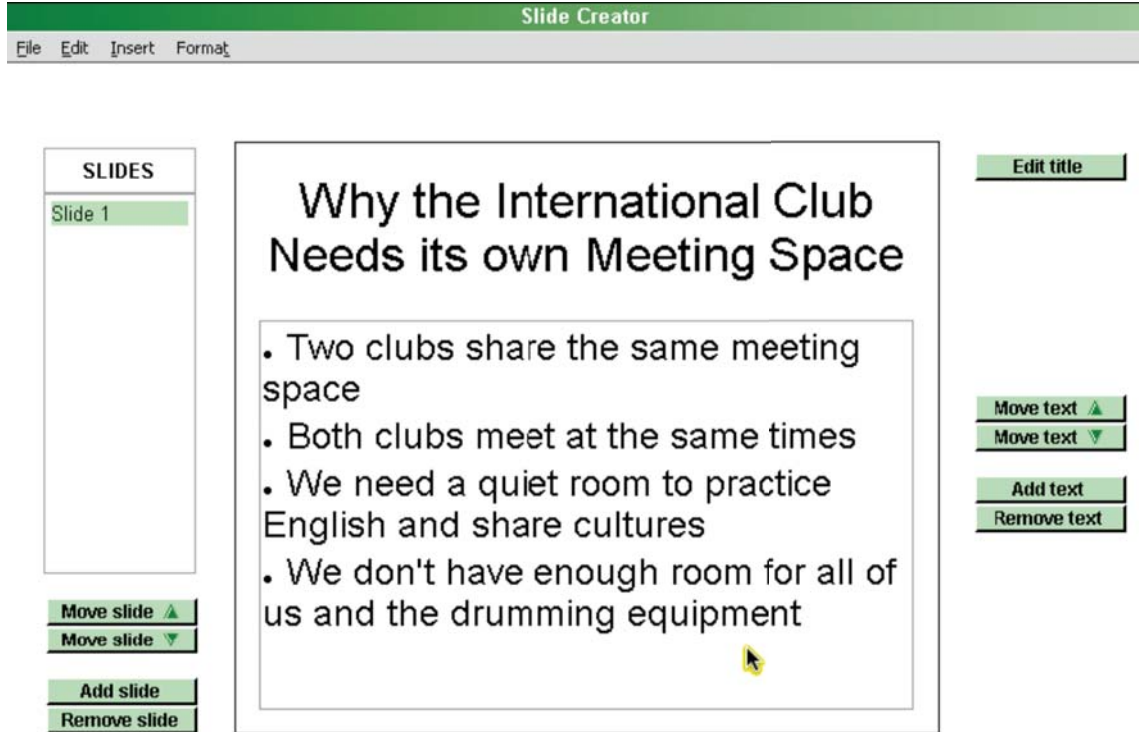 Slide Creator
File Edit Insert Format
SLIDES
Slide 1
Move slide
Move slide
Add slide
Remove slide
Why the International Club
Needs its own Meeting Space
. Two clubs share the same meeting
space
. Both clubs meet at the same times
. We need a quiet room to practice
English and share cultures
. We don't have enough room for all of
us and the drumming equipment
Edit title
Move text
Move text
Add text
Remove text